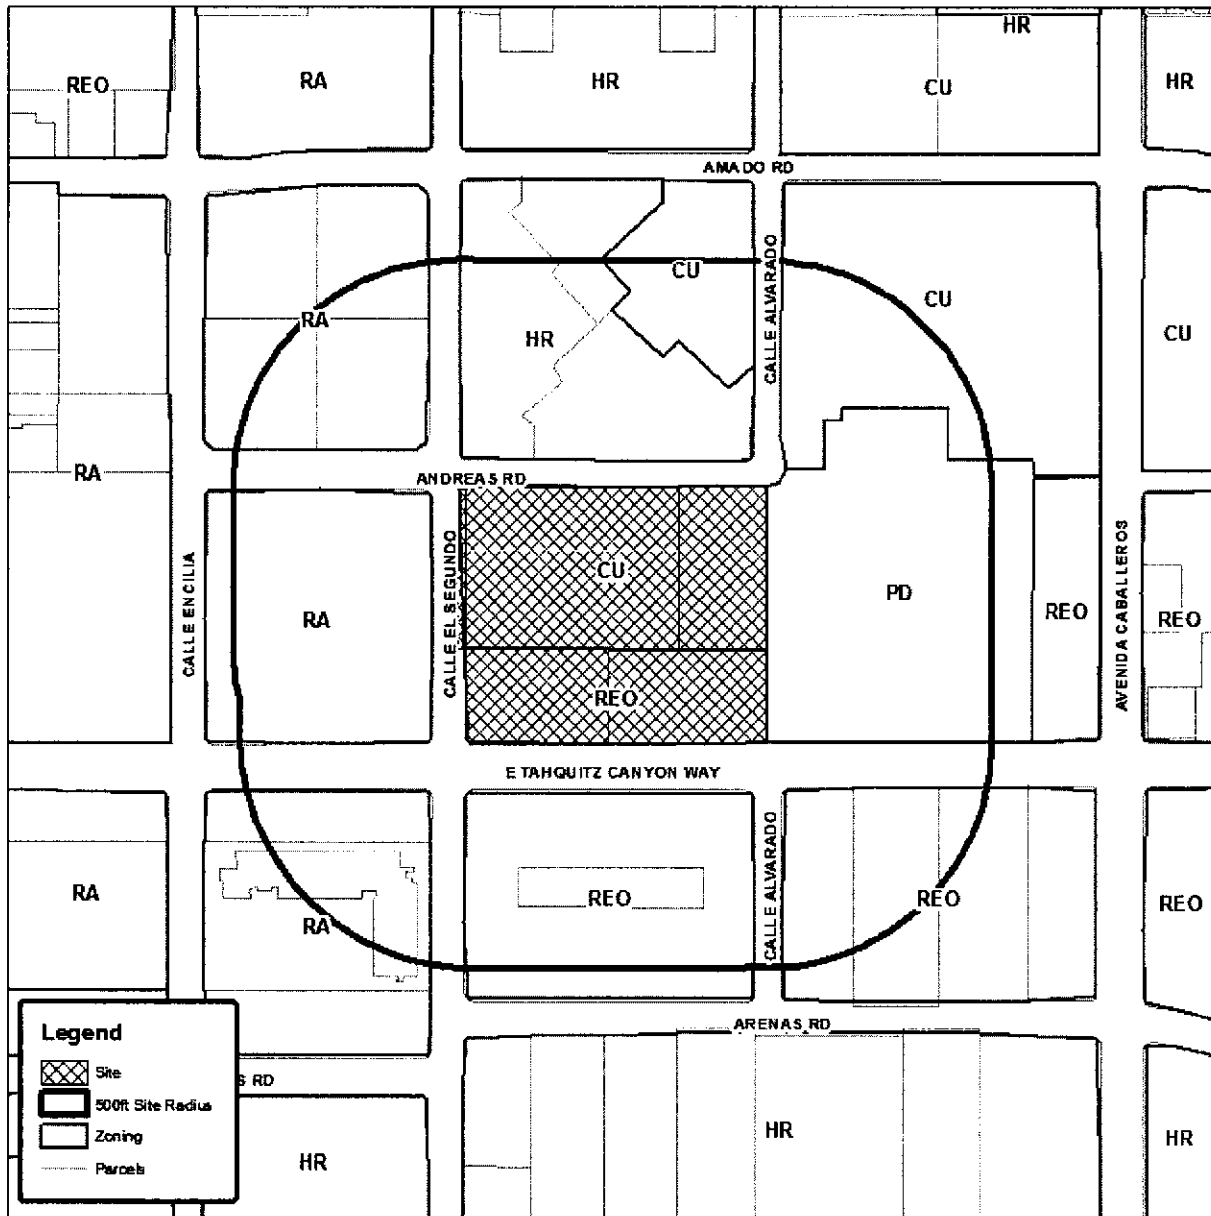 HR
REO
RA
HR
CU
HR
AMADO RD
CU
CALLE ALVARADO
CU
RA
HR
CU
RA
ANDREAS RD
CALLE ENCILIA
CALLE EL SEGUNDO
CU
RA
PD
REO
AVENIDA CABALLEROS
REO
REO
E TAHQUITZ CANYON WAY
CALLE ALVARADO
RA
RA
REO
REO
REO
ARENAS RD
Legend
Site
500ft Site Radius
Zoning
Parcels
S RD
HR
HR
HR